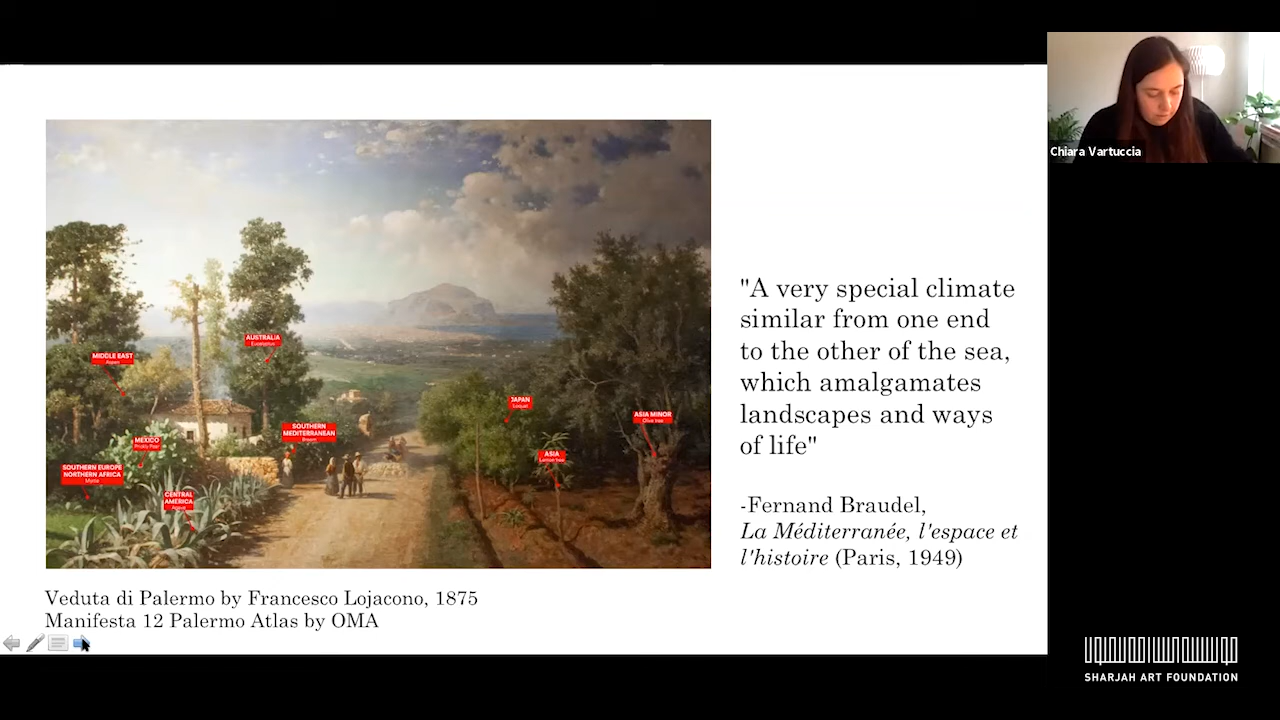 Chiara Vartuccia
AUSTRALIA
Eucalyptus
MIDDLE EAST
Aspen
JAPAN
Loquat
ASIA MINOR
Olive tree
SOUTHERN
MEDITERRANEAN
Broom
MEXICO
Prickly Pear
ASIA
Lemon tree
SOUTHERN EUROPE
NORTHERN AFRICA
CENTRAL
AMERICA
Agave
"A very special climate
similar from one end
to the other of the sea,
which amalgamates
landscapes and ways
of life"
-Fernand Braudel,
La Méditerranée, l'espace et
l'histoire (Paris, 1949)
Veduta di Palermo by Francesco Lojacono, 1875
Manifesta 12 Palermo Atlas by OMA
SHARJAH ART FOUNDATION